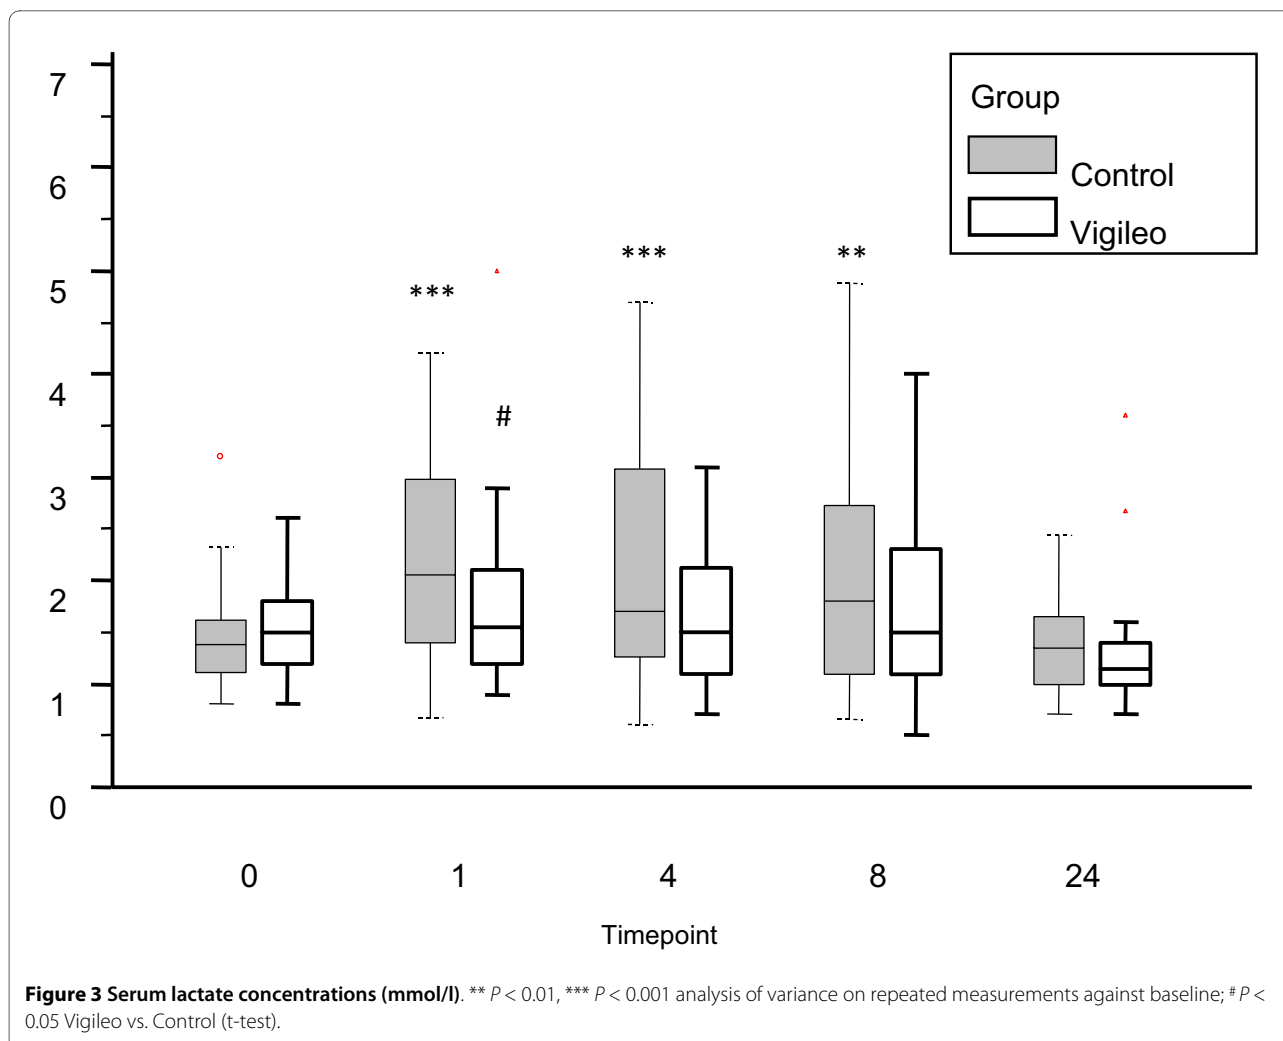 7
Group
Control
Vigileo
6
*** **
5
***
4
#
3
2
1
0
0 1 4 8 24
Timepoint
Figure 3 Serum lactate concentrations (mmol/l). ** P < 0.01, *** P < 0.001 analysis of variance on repeated measurements against baseline; # P <
0.05 Vigileo vs. Control (t-test).